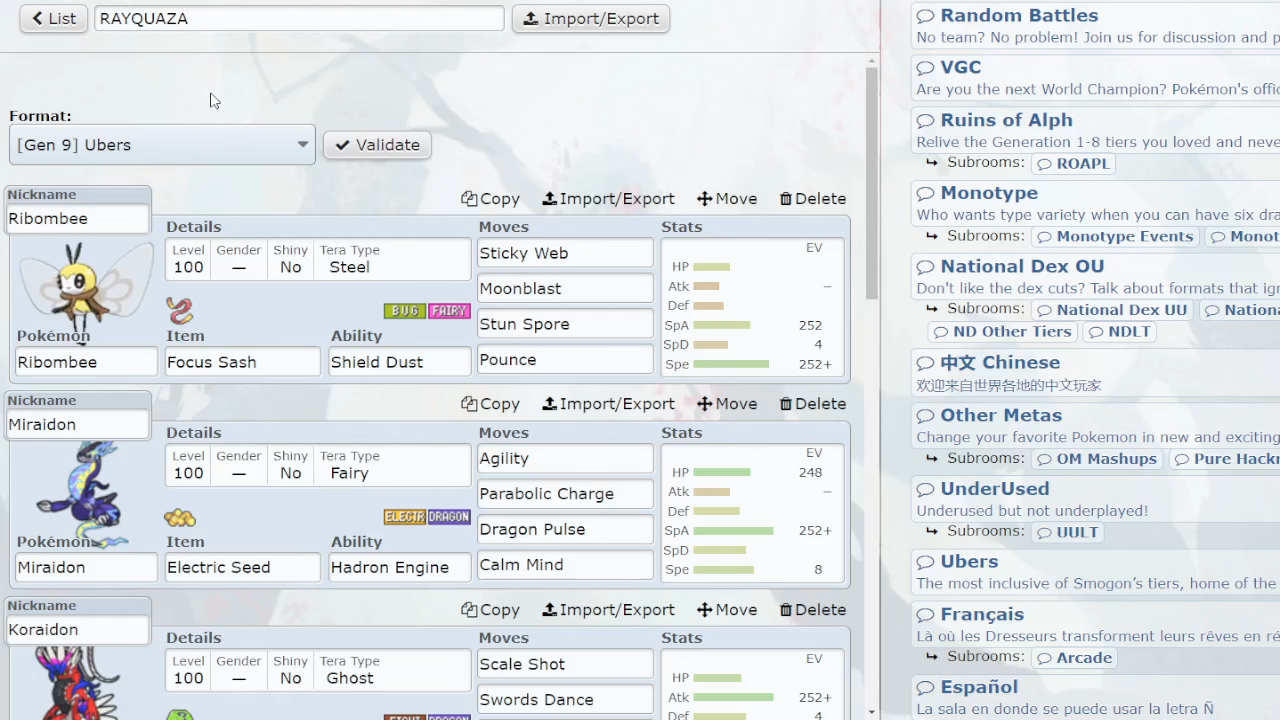 List
RAYQUAZA
Import/Export
Format:
[Gen 9] Ubers
Validate
Nickname
Ribombee
Copy Import/Export Move Delete
Details Moves Stats
Level Gender Shiny Tera Type
100 — No Steel
BUG FAIRY
Pokémon Item Ability
Ribombee Focus Sash Shield Dust
Sticky Web
Moonblast
Stun Spore
Pounce
EV
HP
Atk –
Def
SpA 252
SpD 4
Spe 252+
Nickname
Miraidon
Copy Import/Export Move Delete
Details Moves Stats
Level Gender Shiny Tera Type
100 — No Fairy
ELECTR DRAGON
Pokémon Item Ability
Miraidon Electric Seed Hadron Engine
Agility
Parabolic Charge
Dragon Pulse
Calm Mind
EV
HP 248
Atk –
Def
SpA 252+
SpD
Spe 8
Nickname
Koraidon
Copy Import/Export Move Delete
Details Moves Stats
Level Gender Shiny Tera Type
100 — No Ghost
FIGHT DRAGON
Scale Shot
Swords Dance
EV
HP
Atk 252+
Def 4
Random Battles
No team? No problem! Join us for discussion and p
VGC
Are you the next World Champion? Pokémon's offic
Ruins of Alph
Relive the Generation 1-8 tiers you loved and neve
Subrooms: ROAPL
Monotype
Who wants type variety when you can have six dra
Subrooms: Monotype Events Monot
National Dex OU
Don't like the dex cuts? Talk about formats that ign
Subrooms: National Dex UU Nationa
ND Other Tiers NDLT
中文 Chinese
欢迎来自世界各地的中文玩家
Other Metas
Change your favorite Pokemon in new and exciting
Subrooms: OM Mashups Pure Hackm
UnderUsed
Underused but not underplayed!
Subrooms: UULT
Ubers
The most inclusive of Smogon's tiers, home of the
Français
Là où les Dresseurs transforment leurs rêves en ré
Subrooms: Arcade
Español
La sala en donde se puede usar la letra Ñ